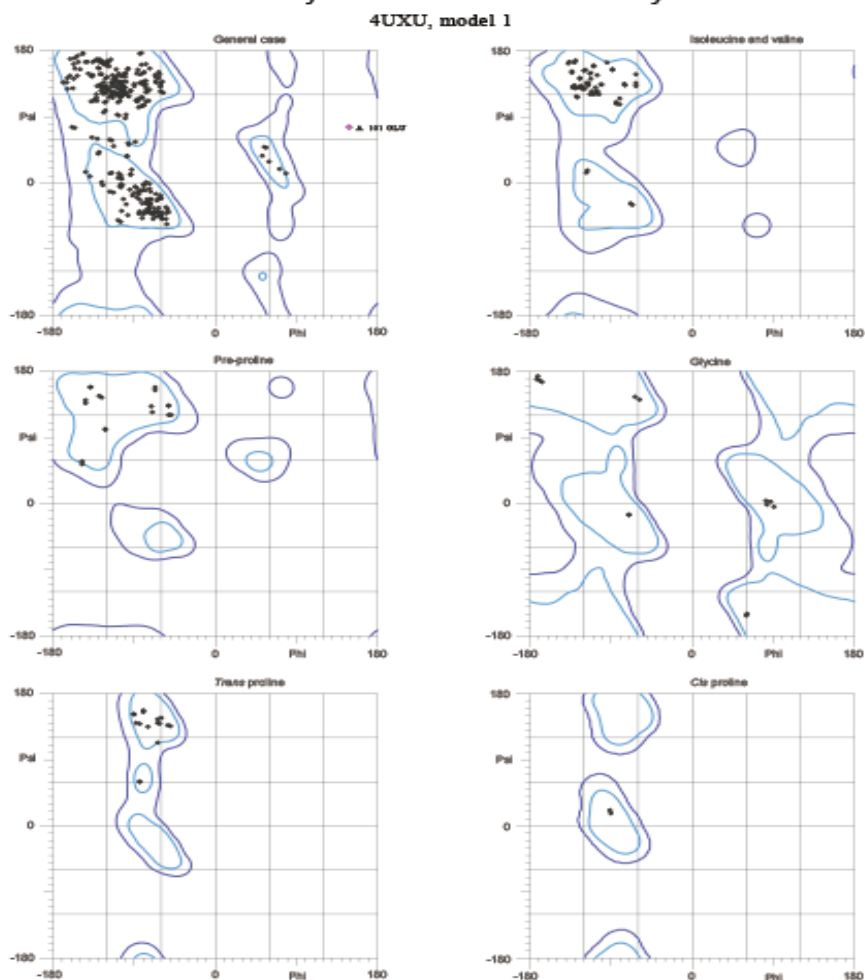 4UXU, model 1
General case
Isoleucine and valine
180
180
Psi
Psi
A 101 GLU
0
0
-180
-180
-180 0 Phi 180
-180 0 Phi 180
Pre-proline
Glycine
180
180
Psi
Psi
0
0
-180
-180
-180 0 Phi 180
-180 0 Phi 180
Trans proline
Cis proline
180
180
Psi
Psi
0
0
-180
-180
-180 0 Phi 180
-180 0 Phi 180